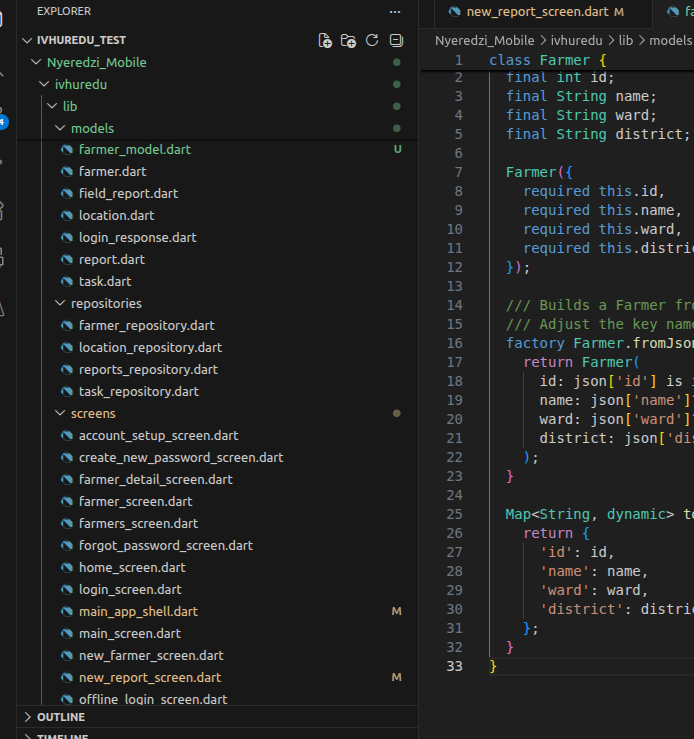 EXPLORER
IVHUREDU_TEST
Nyeredzi_Mobile
ivhuredu
lib
models
farmer_model.dart U
farmer.dart
field_report.dart
location.dart
login_response.dart
report.dart
task.dart
repositories
farmer_repository.dart
location_repository.dart
reports_repository.dart
task_repository.dart
screens
account_setup_screen.dart
create_new_password_screen.dart
farmer_detail_screen.dart
farmer_screen.dart
farmers_screen.dart
forgot_password_screen.dart
home_screen.dart
login_screen.dart
main_app_shell.dart M
main_screen.dart
new_farmer_screen.dart
new_report_screen.dart M
offline_login_screen.dart
OUTLINE
TIMELINE
4
new_report_screen.dart M
fa
Nyeredzi_Mobile > ivhuredu > lib > models
1 class Farmer {
2 final int id;
3 final String name;
4 final String ward;
5 final String district;
6
7 Farmer({
8 required this.id,
9 required this.name,
10 required this.ward,
11 required this.distric
12 });
13
14 /// Builds a Farmer fro
15 /// Adjust the key name
16 factory Farmer.fromJson
17 return Farmer(
18 id: json['id'] is i
19 name: json['name']?
20 ward: json['ward']?
21 district: json['dis
22 );
23 }
24
25 Map<String, dynamic> to
26 return {
27 'id': id,
28 'name': name,
29 'ward': ward,
30 'district': distric
31 };
32 }
33 }